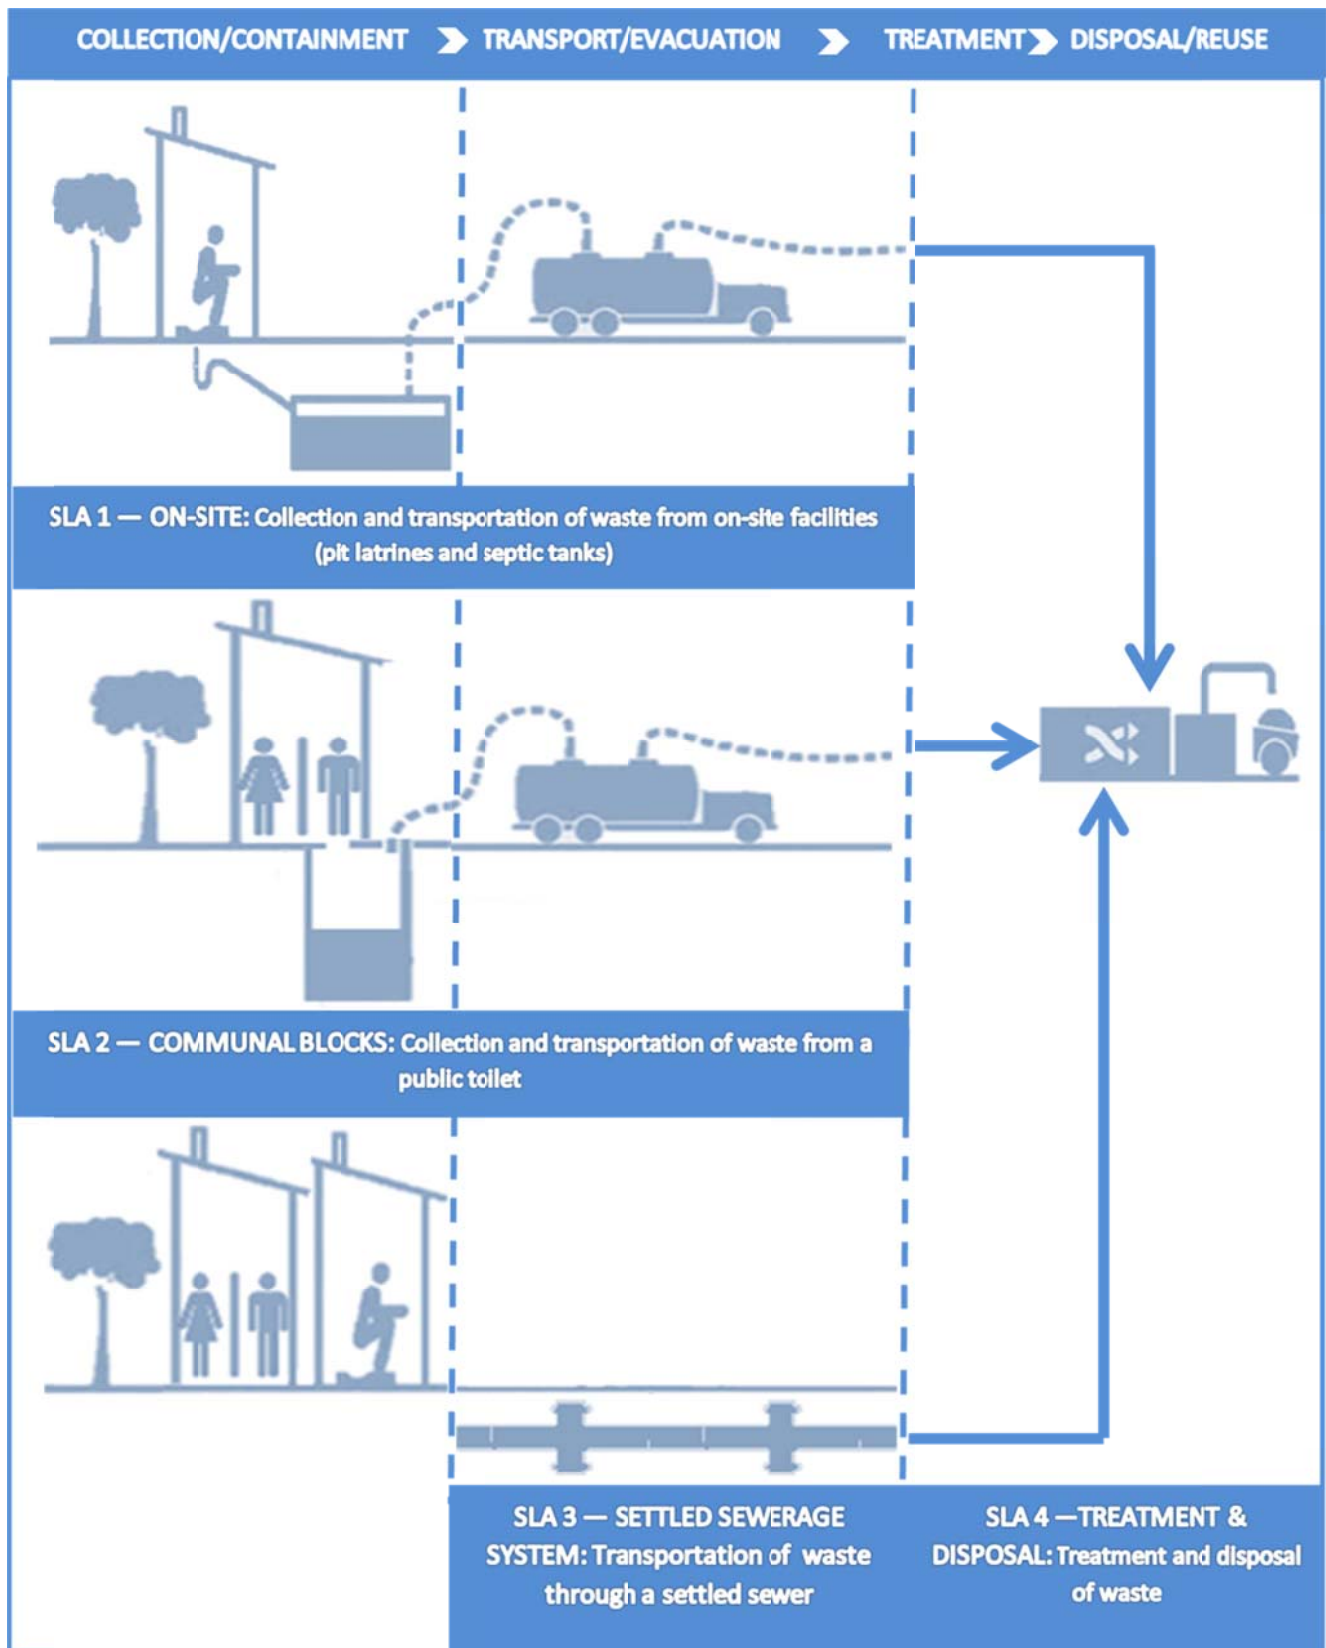 COLLECTION/CONTAINMENT TRANSPORT/EVACUATION TREATMENT DISPOSAL/REUSE
SLA 1 — ON-SITE: Collection and transportation of waste from on-site facilities
(pit latrines and septic tanks)
SLA 2 — COMMUNAL BLOCKS: Collection and transportation of waste from a
public toilet
SLA 3 — SETTLED SEWERAGE
SYSTEM: Transportation of waste
through a settled sewer
SLA 4 —TREATMENT &
DISPOSAL: Treatment and disposal
of waste